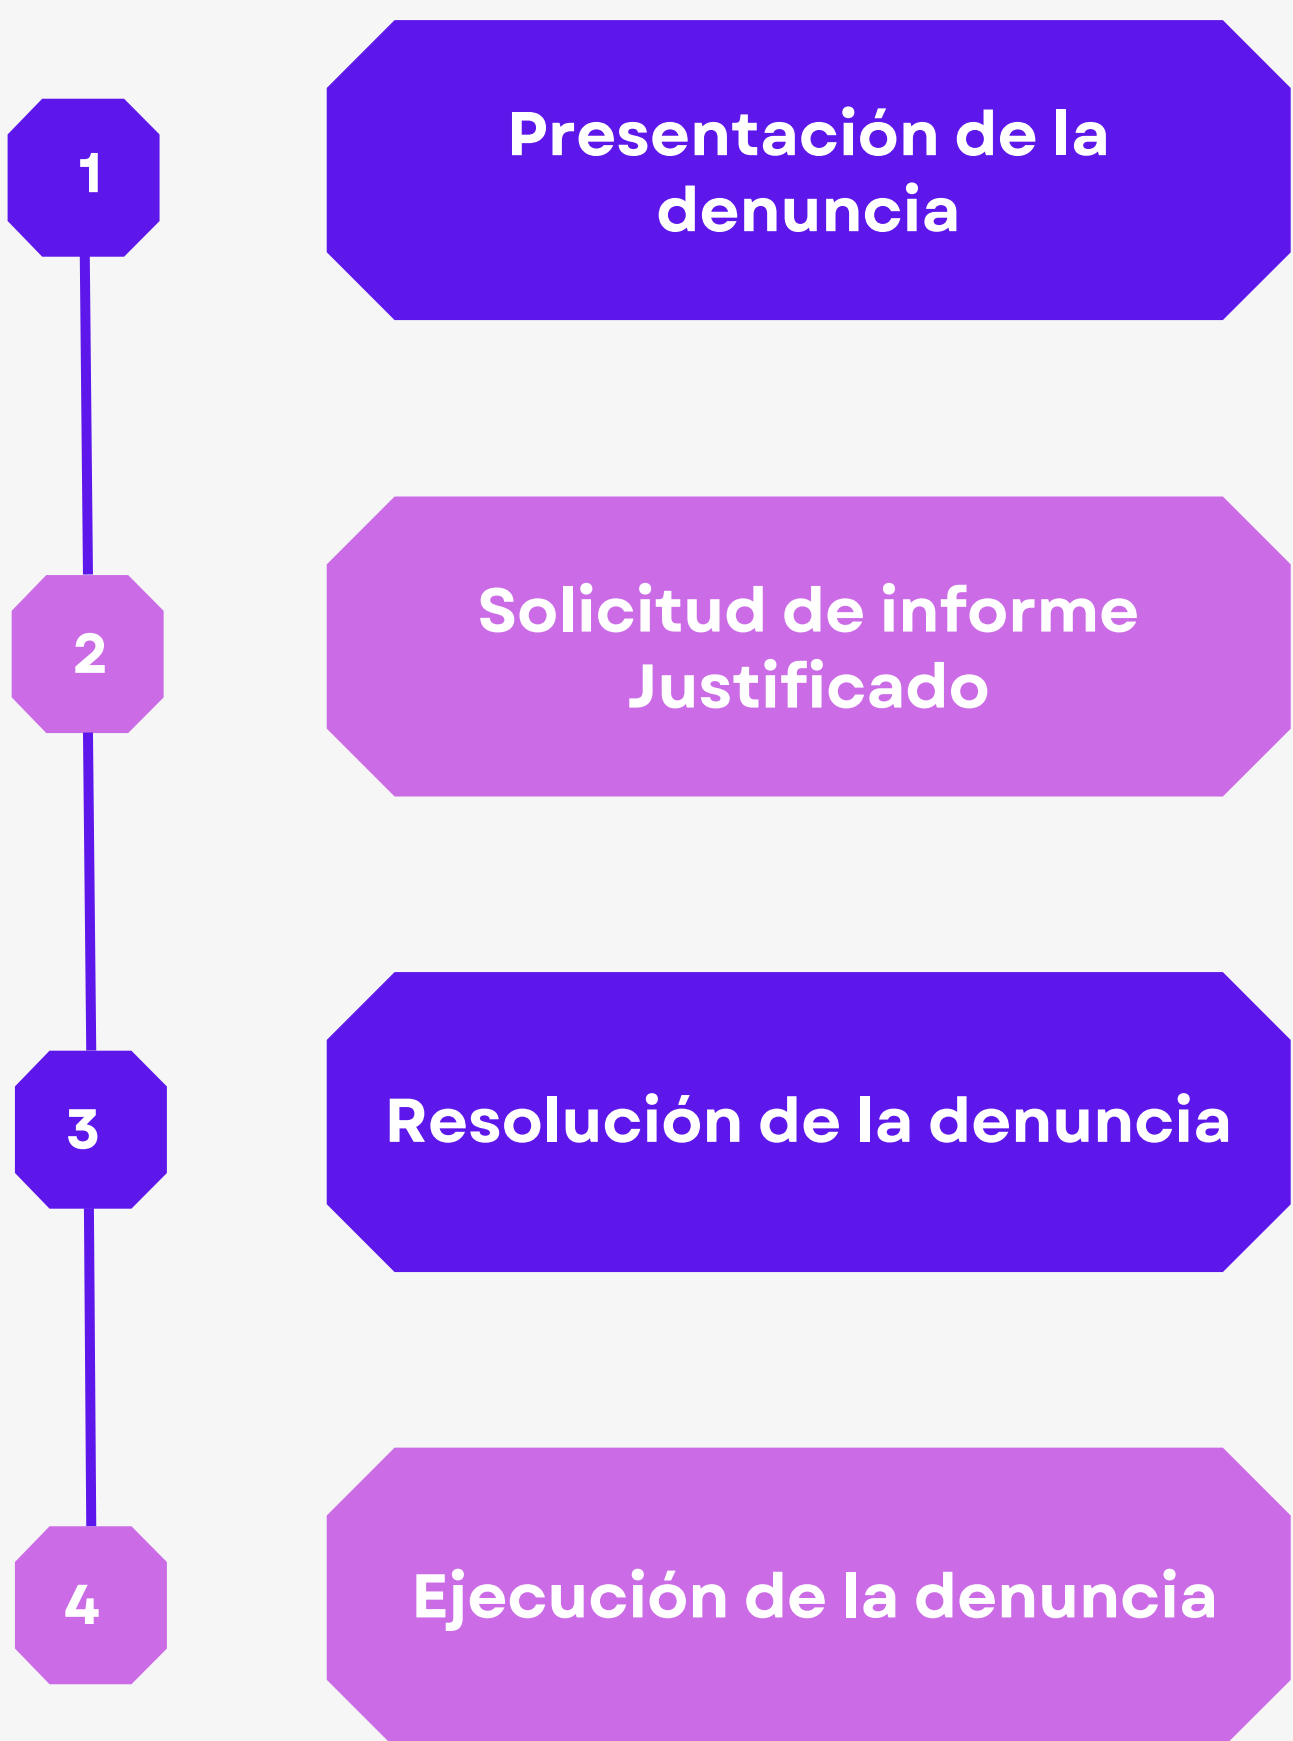 1
Presentación de la
denuncia
2
Solicitud de informe
Justificado
3
Resolución de la denuncia
4
Ejecución de la denuncia